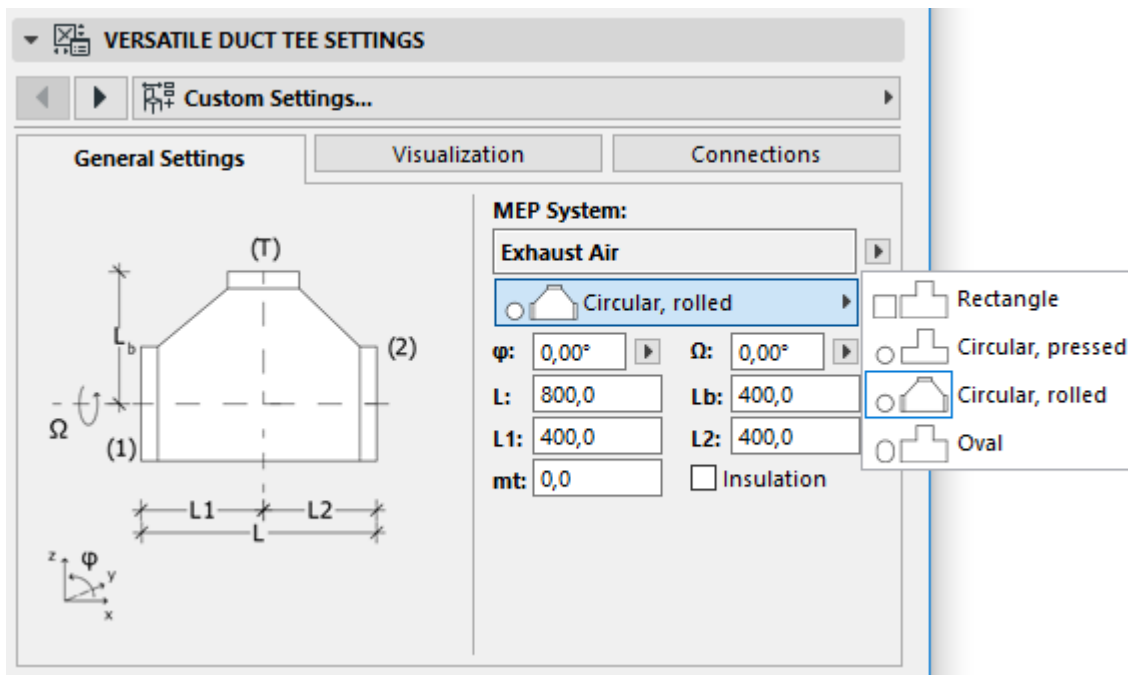 VERSATILE DUCT TEE SETTINGS
Custom Settings...
General Settings
Visualization
Connections
(T)
Lb
(2)
Ω
(1)
L1
L2
L
z
φ
y
x
MEP System:
Exhaust Air
Circular, rolled
φ: 0,00° Ω: 0,00°
L: 800,0 Lb: 400,0
L1: 400,0 L2: 400,0
mt: 0,0 Insulation
Rectangle
Circular, pressed
Circular, rolled
Oval